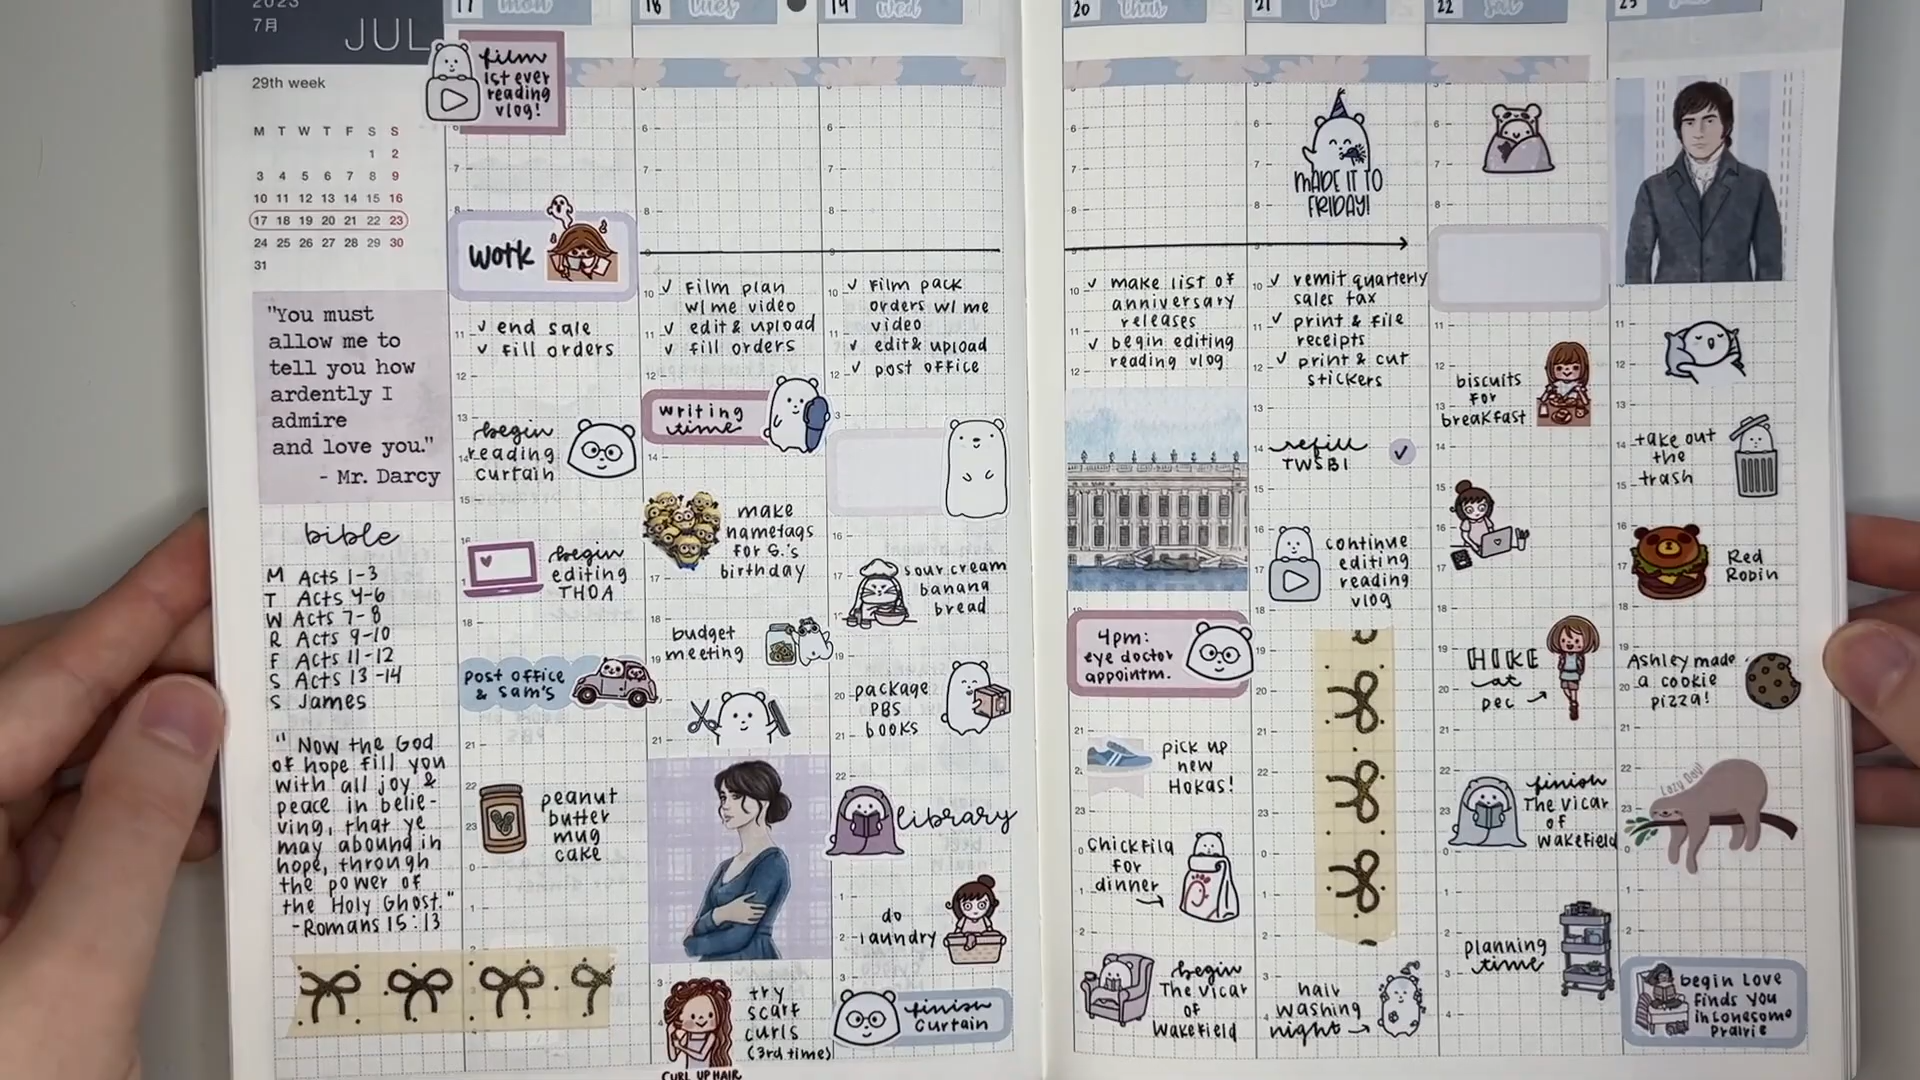 2023
7月
JUL
29th week
M T W T F S S
1 2
3 4 5 6 7 8 9
10 11 12 13 14 15 16
17 18 19 20 21 22 23
24 25 26 27 28 29 30
31
"You must
allow me to
tell you how
ardently I
admire
and love you."
- Mr. Darcy
bible
M Acts 1-3
T Acts 4-6
W Acts 7-8
R Acts 9-10
F Acts 11-12
S Acts 13-14
S James
"Now the God
of hope fill you
with all joy &
peace in belie-
ving, that ye
may abound in
hope, through
the power of
the Holy Ghost."
-Romans 15:13
17 mon
film
1st ever
reading
vlog!
work
✓ end sale
✓ fill orders
begin
reading
curtain
begin
editing
THOA
post office
& Sam's
peanut
butter
mug
cake
18 tues
✓ Film plan
w/ me video
✓ edit & upload
✓ fill orders
writing
time
make
nametags
for G.'s
birthday
budget
meeting
try
scarf
curls
(3rd time)
CURL UP HAIR
19 wed
✓ Film pack
orders w/ me
video
✓ edit & upload
✓ post office
sour cream
banana
bread
package
PBS
books
library
do
laundry
finish
Curtain
20 thur
✓ make list of
anniversary
releases
✓ begin editing
reading vlog
4pm:
eye doctor
appointm.
pick up
new
Hokas!
Chickfila
for
dinner
begin
The Vicar
of
Wakefield
21 fri
MADE IT TO
FRIDAY!
✓ remit quarterly
sales tax
✓ print & file
receipts
✓ print & cut
stickers
refill
TWSBI
continue
editing
reading
vlog
hair
washing
night
22 sat
biscuits
for
breakfast
HIKE
at
pec
finish
The Vicar
of
Wakefield
planning
time
23
take out
the
trash
Red
Robin
Ashley made
a cookie
pizza!
Lazy Day!
begin Love
Finds You
in Lonesome
Prairie